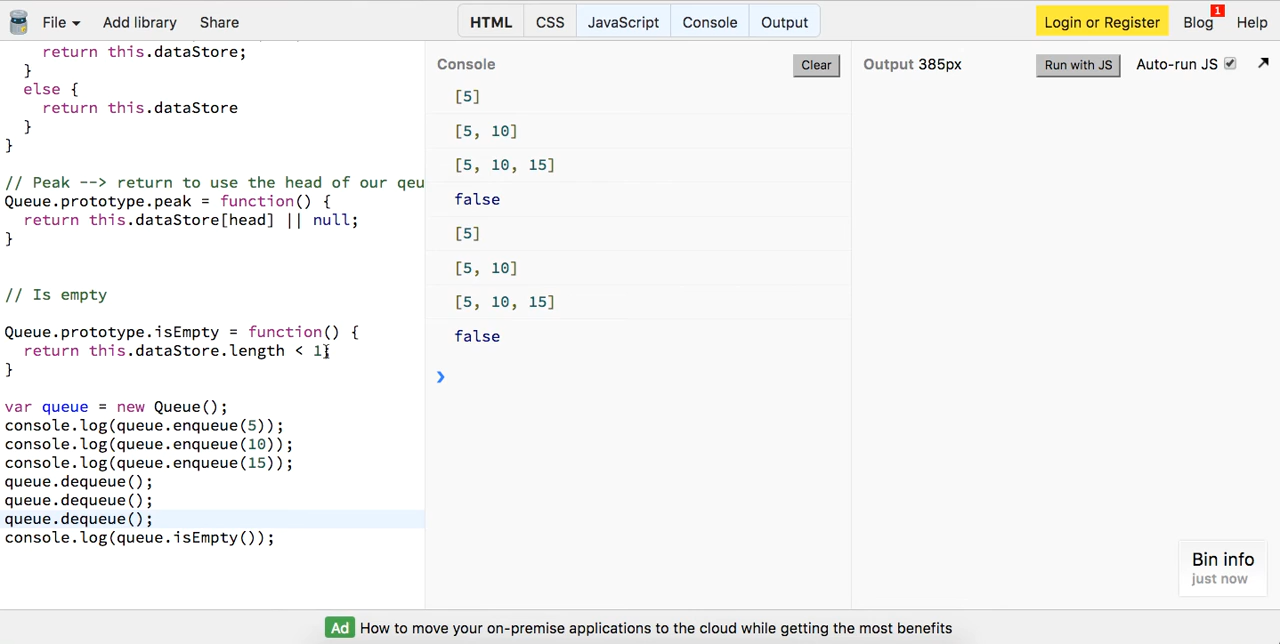 File Add library Share HTML CSS JavaScript Console Output Login or Register Blog 1 Help
return this.dataStore;
}
else {
return this.dataStore
}
}
// Peak --> return to use the head of our qeu
Queue.prototype.peak = function() {
return this.dataStore[head] || null;
}
// Is empty
Queue.prototype.isEmpty = function() {
return this.dataStore.length < 1;
}
var queue = new Queue();
console.log(queue.enqueue(5));
console.log(queue.enqueue(10));
console.log(queue.enqueue(15));
queue.dequeue();
queue.dequeue();
queue.dequeue();
console.log(queue.isEmpty());
Console Clear
[5]
[5, 10]
[5, 10, 15]
false
[5]
[5, 10]
[5, 10, 15]
false
Output 385px Run with JS Auto-run JS
Bin info
just now
Ad How to move your on-premise applications to the cloud while getting the most benefits